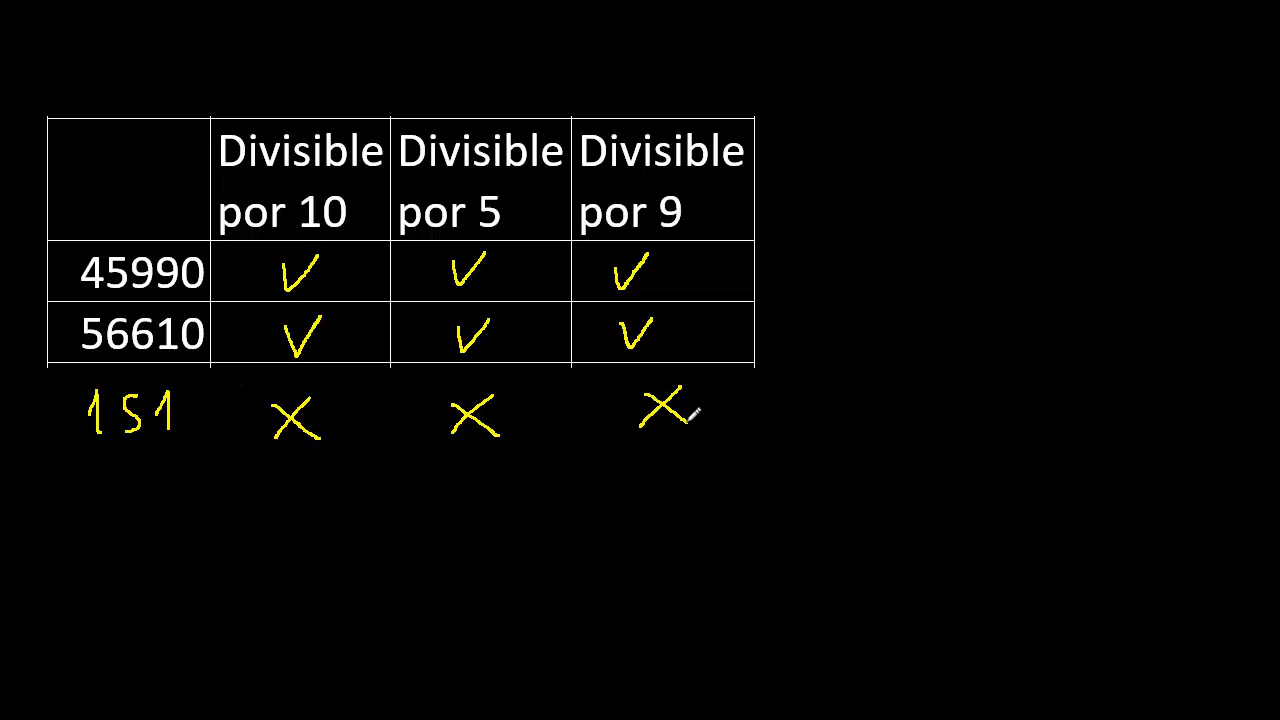 Divisible por 10 Divisible por 5 Divisible por 9
45990 ✓ ✓ ✓
56610 ✓ ✓ ✓
151 X X X